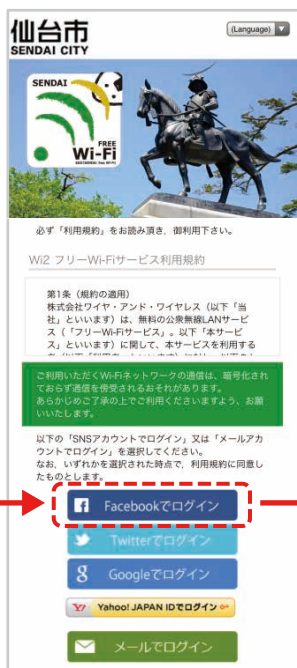 仙台市
SENDAI CITY
(Language)
SENDAI
FREE
Wi-Fi
必ず「利用規約」をお読み頂き、御利用下さい。
Wi2 フリーWi-Fiサービス利用規約
第1条(規約の適用)
株式会社ワイヤ・アンド・ワイヤレス(以下「当
社」といいます)は、無料の公衆無線LANサービ
ス(「フリーWi-Fiサービス」。以下「本サービ
ス」といいます)に関して、本サービスを利用する
ご利用いただくWi-Fiネットワークの通信は、暗号化され
ておらず通信を傍受されるおそれがあります。
あらかじめご了承の上でご利用くださいますよう、お願
いいたします。
以下の「SNSアカウントでログイン」又は「メールアカ
ウントでログイン」を選択してください。
なお、いずれかを選択された時点で、利用規約に同意し
たものとします。
Facebookでログイン
Twitterでログイン
Googleでログイン
Yahoo! JAPAN IDでログイン
メールでログイン